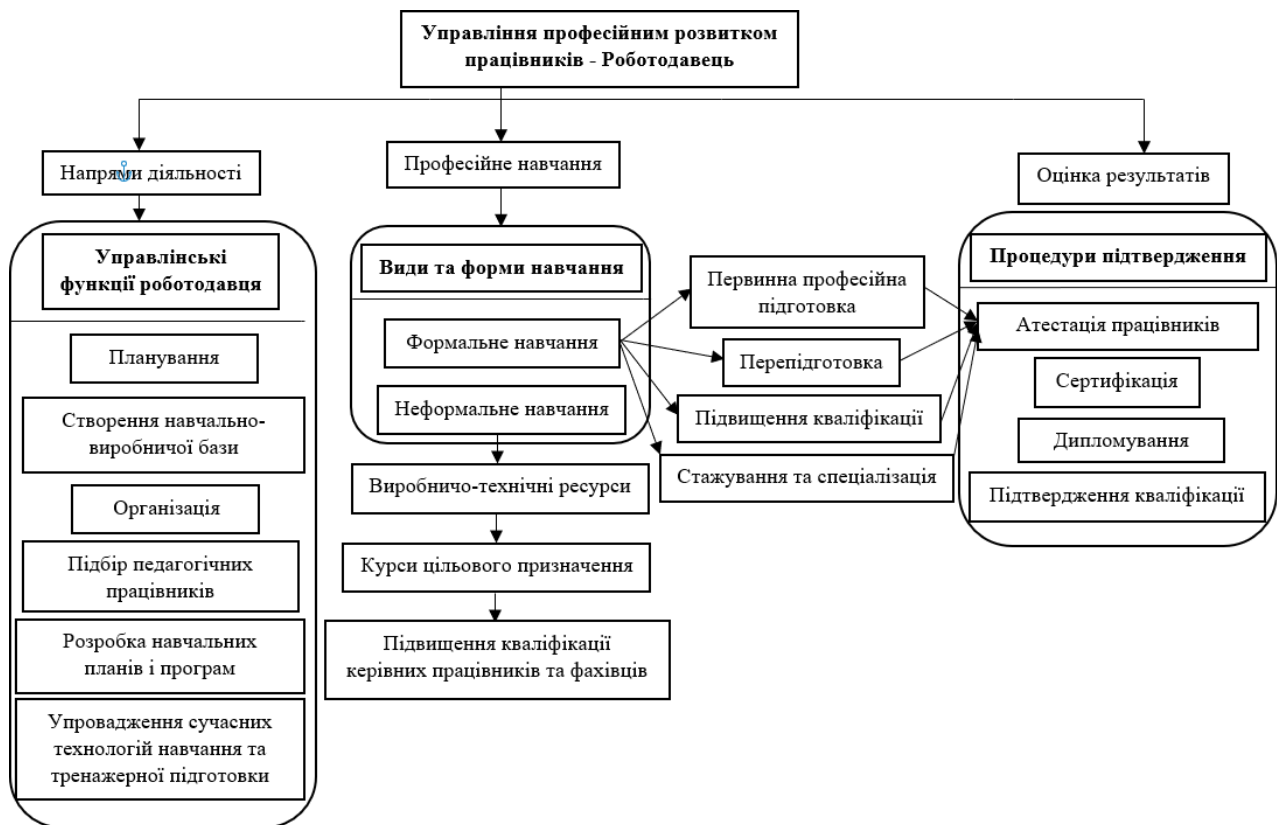 Управління професійним розвитком
працівників - Роботодавець
Напрями діяльності
Професійне навчання
Оцінка результатів
Управлінські
функції роботодавця
Планування
Створення навчально-
виробничої бази
Організація
Підбір педагогічних
працівників
Розробка навчальних
планів і програм
Упровадження сучасних
технологій навчання та
тренажерної підготовки
Види та форми навчання
Формальне навчання
Неформальне навчання
Виробничо-технічні ресурси
Курси цільового призначення
Підвищення кваліфікації
керівних працівників та фахівців
Первинна професійна
підготовка
Перепідготовка
Підвищення кваліфікації
Стажування та спеціалізація
Процедури підтвердження
Атестація працівників
Сертифікація
Дипломування
Підтвердження кваліфікації